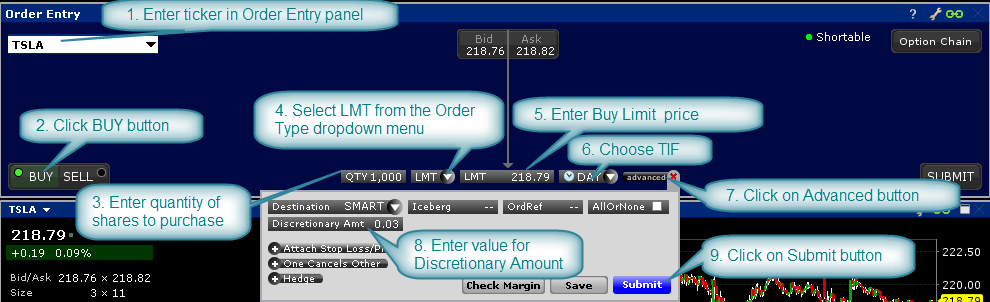 1. Enter ticker in Order Entry panel
Order Entry
?
TSLA
Bid Ask
218.76 218.82
Shortable
Option Chain
4. Select LMT from the Order
Type dropdown menu
5. Enter Buy Limit price
2. Click BUY button
6. Choose TIF
BUY SELL
QTY 1,000
LMT
LMT 218.79
DAY
advanced
SUBMIT
3. Enter quantity of
shares to purchase
7. Click on Advanced button
Destination SMART
Iceberg --
OrdRef --
AllOrNone
Discretionary Amt 0.03
8. Enter value for
Discretionary Amount
Attach Stop Loss/P
One Cancels Other
Hedge
Check Margin
Save
Submit
9. Click on Submit button
TSLA
218.79
+0.19 0.09%
Bid/Ask 218.76 × 218.82
Size 3 × 11
222.50
220.00
218.79